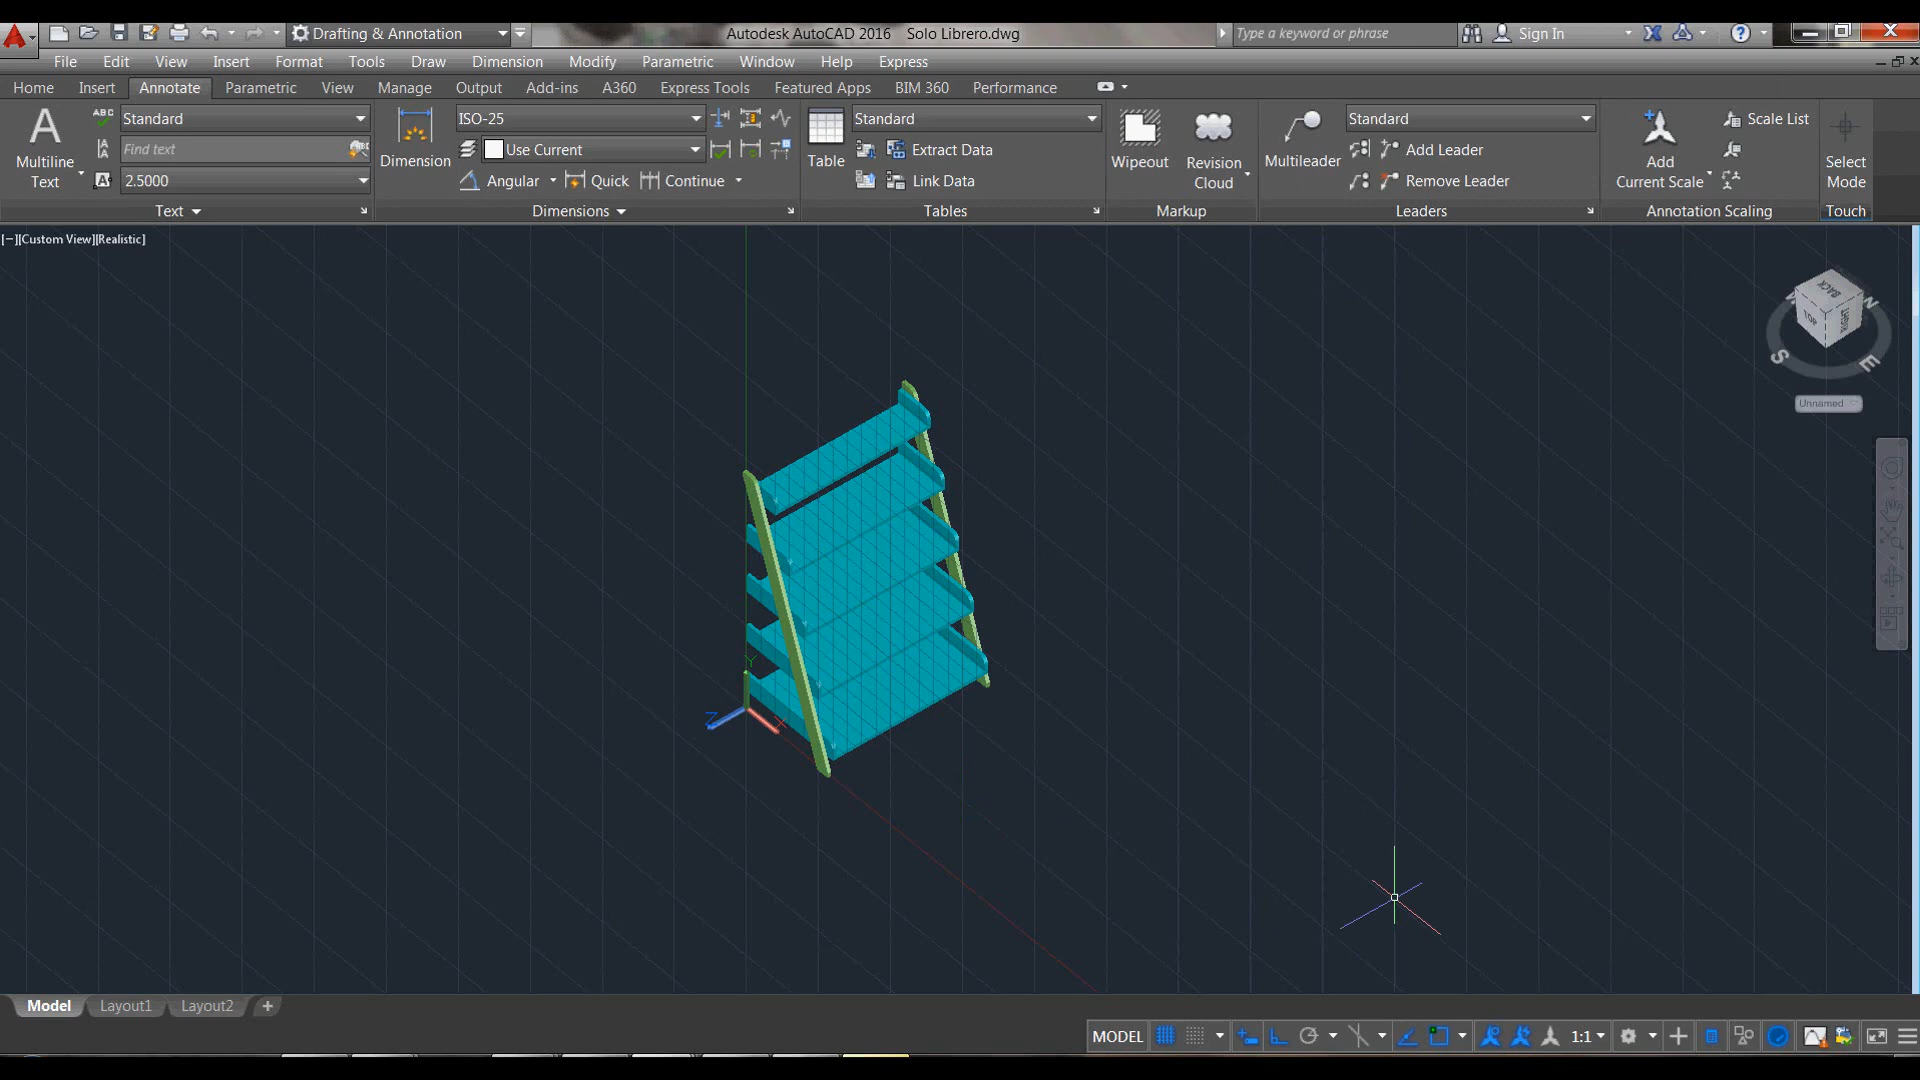 Drafting & Annotation
Autodesk AutoCAD 2016 Solo Librero.dwg
Type a keyword or phrase
Sign In
File Edit View Insert Format Tools Draw Dimension Modify Parametric Window Help Express
Home Insert Annotate Parametric View Manage Output Add-ins A360 Express Tools Featured Apps BIM 360 Performance
A Multiline Text
ABC
Standard
Find text
2.5000
Text
Dimension
ISO-25
Use Current
Angular Quick Continue
Dimensions
Table
Standard
Extract Data
Link Data
Tables
Wipeout
Revision Cloud
Markup
Multileader
Standard
Add Leader
Remove Leader
Leaders
Add Current Scale
Scale List
Annotation Scaling
Select Mode
Touch
[−][Custom View][Realistic]
BACK
TOP
N
S
E
Unnamed
Y
Z
X
Model Layout1 Layout2 +
MODEL
1:1